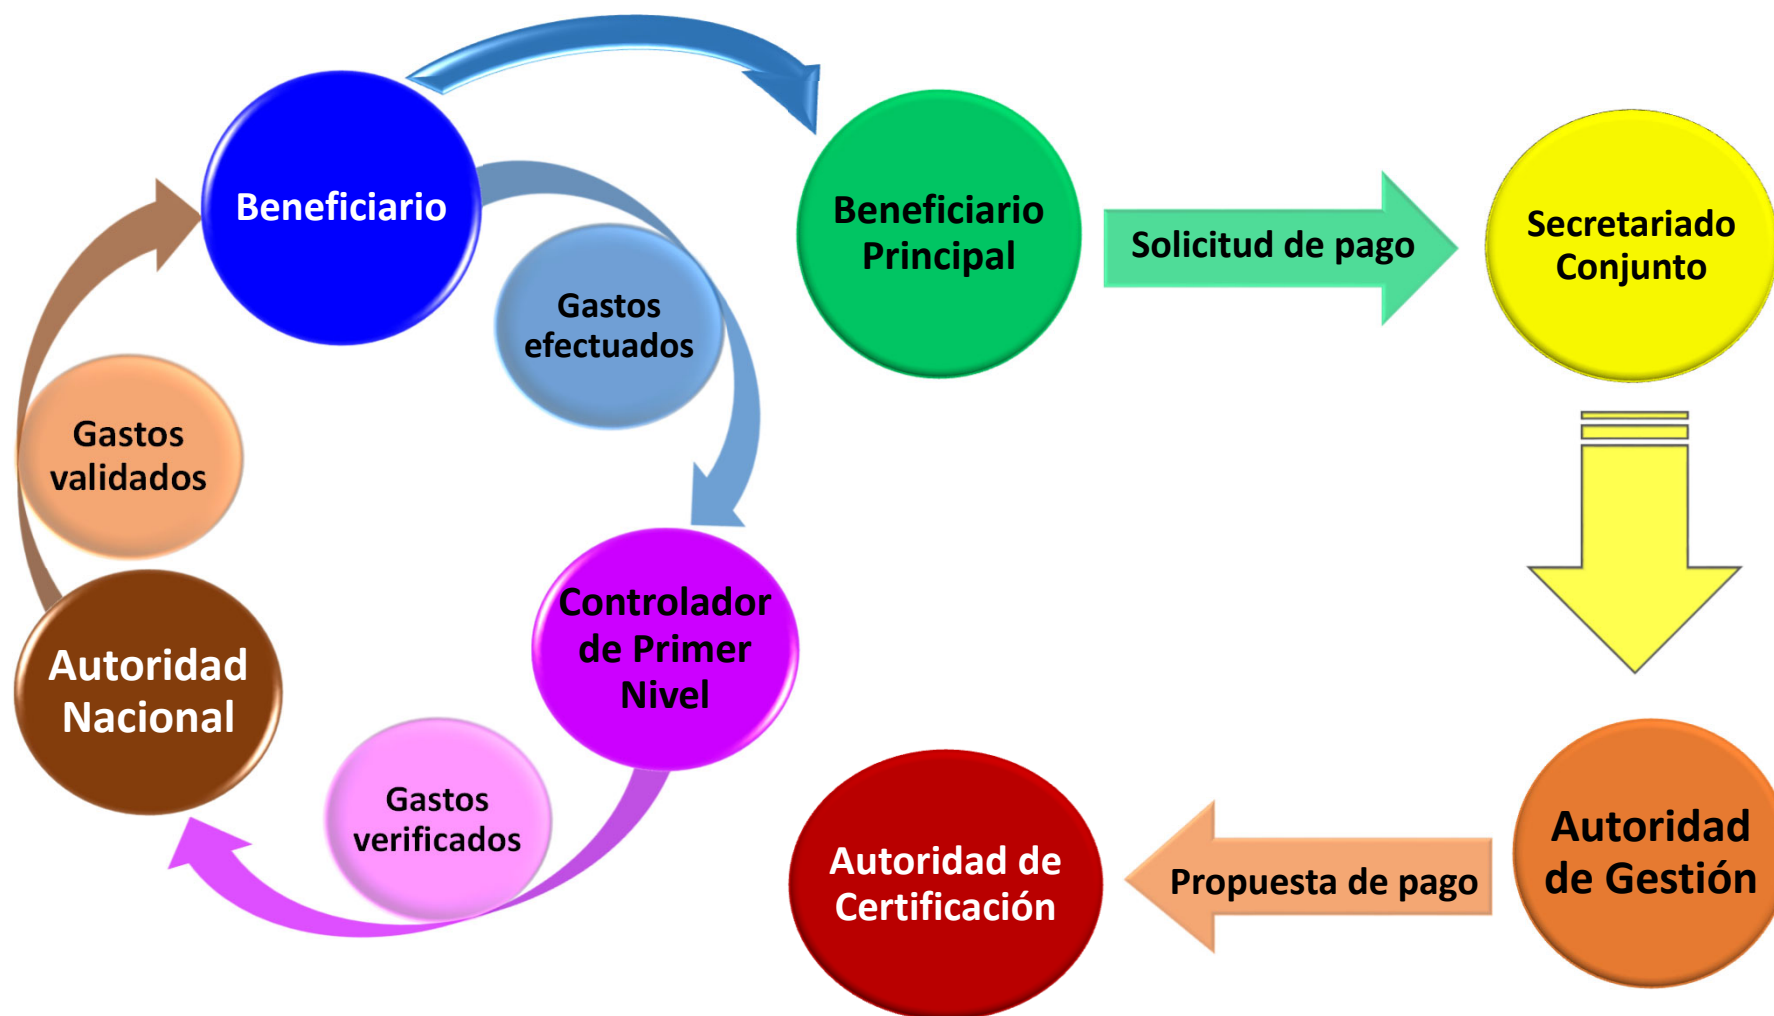 Beneficiario
Gastos
efectuados
Controlador
de Primer
Nivel
Gastos
verificados
Autoridad
Nacional
Gastos
validados
Beneficiario
Principal
Solicitud de pago
Secretariado
Conjunto
Autoridad
de Gestión
Propuesta de pago
Autoridad de
Certificación